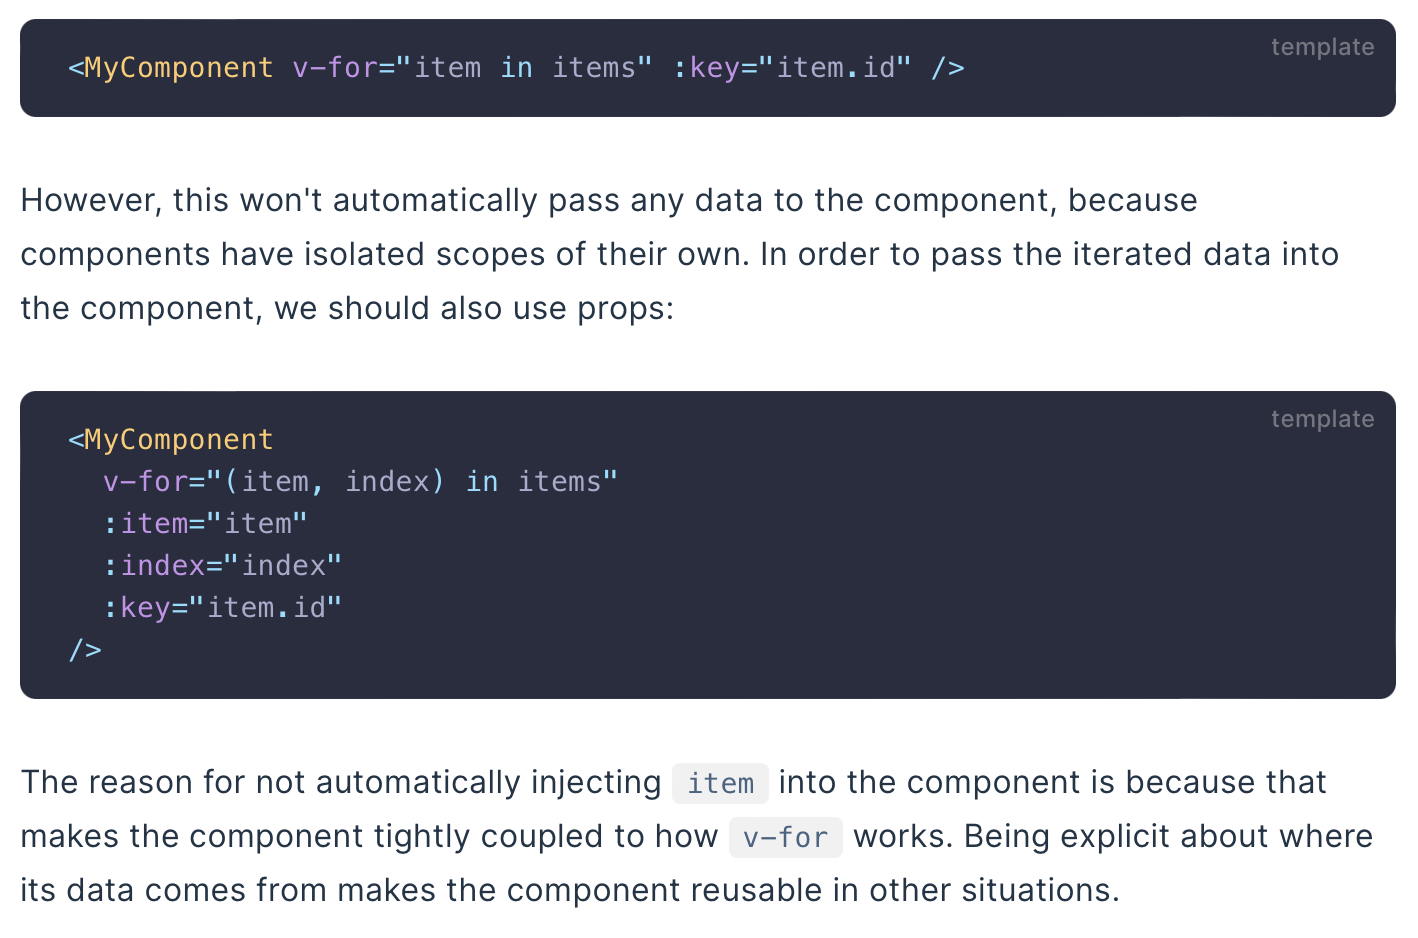 template
<MyComponent v-for="item in items" :key="item.id" />
However, this won't automatically pass any data to the component, because
components have isolated scopes of their own. In order to pass the iterated data into
the component, we should also use props:
template
<MyComponent
  v-for="(item, index) in items"
  :item="item"
  :index="index"
  :key="item.id"
/>
The reason for not automatically injecting item into the component is because that
makes the component tightly coupled to how v-for works. Being explicit about where
its data comes from makes the component reusable in other situations.